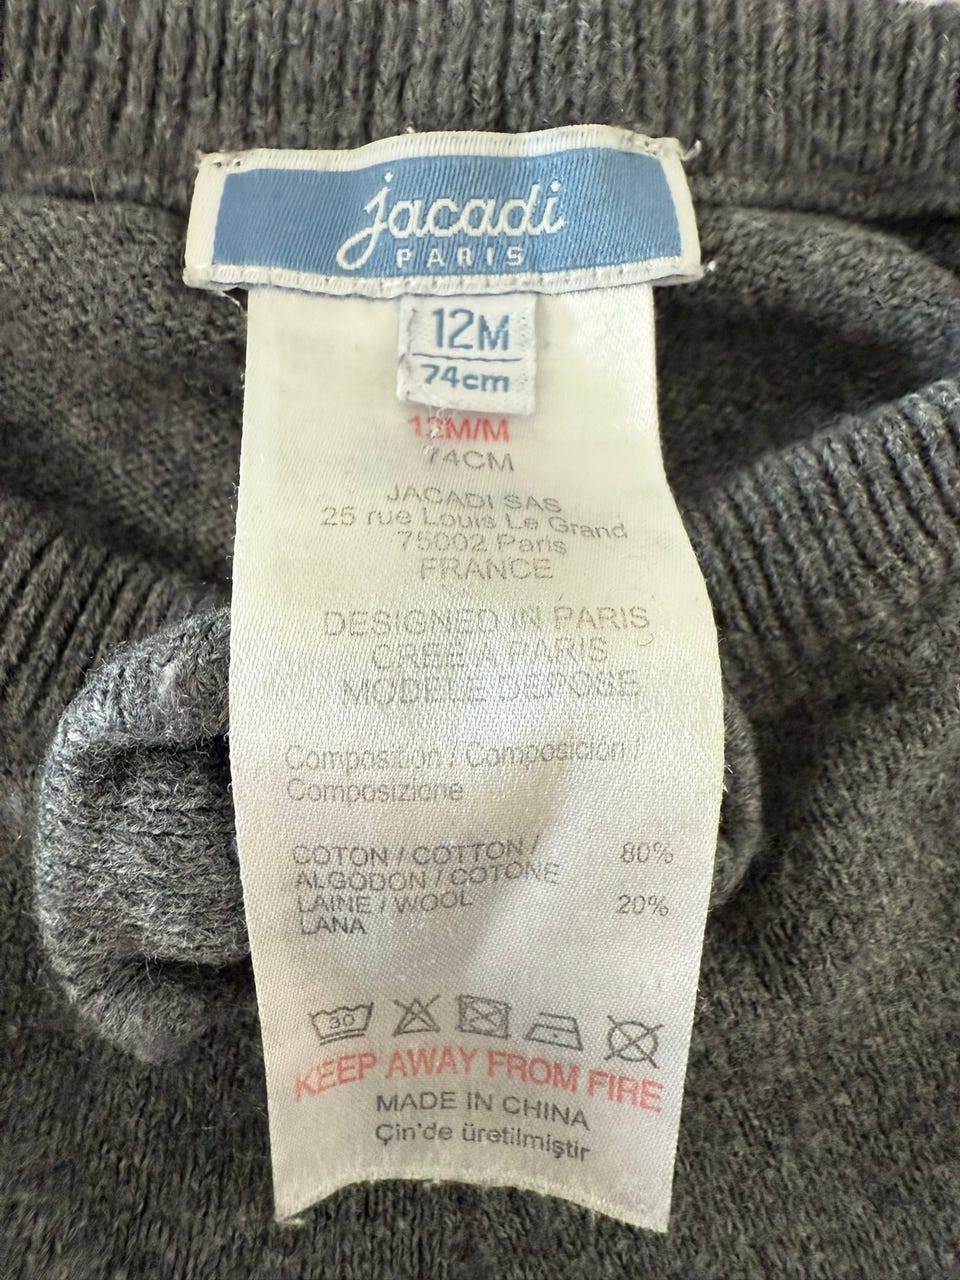 jacadi
PARIS
12M
74cm
12M/M
74CM
JACADI SAS
25 rue Louis Le Grand
75002 Paris
FRANCE
DESIGNED IN PARIS
CREE A PARIS
MODELE DEPOSE
Composition / Composición /
Composizione
COTON / COTTON / 80%
ALGODON / COTONE
LAINE / WOOL 20%
LANA
30
KEEP AWAY FROM FIRE
MADE IN CHINA
Çin'de üretilmiştir